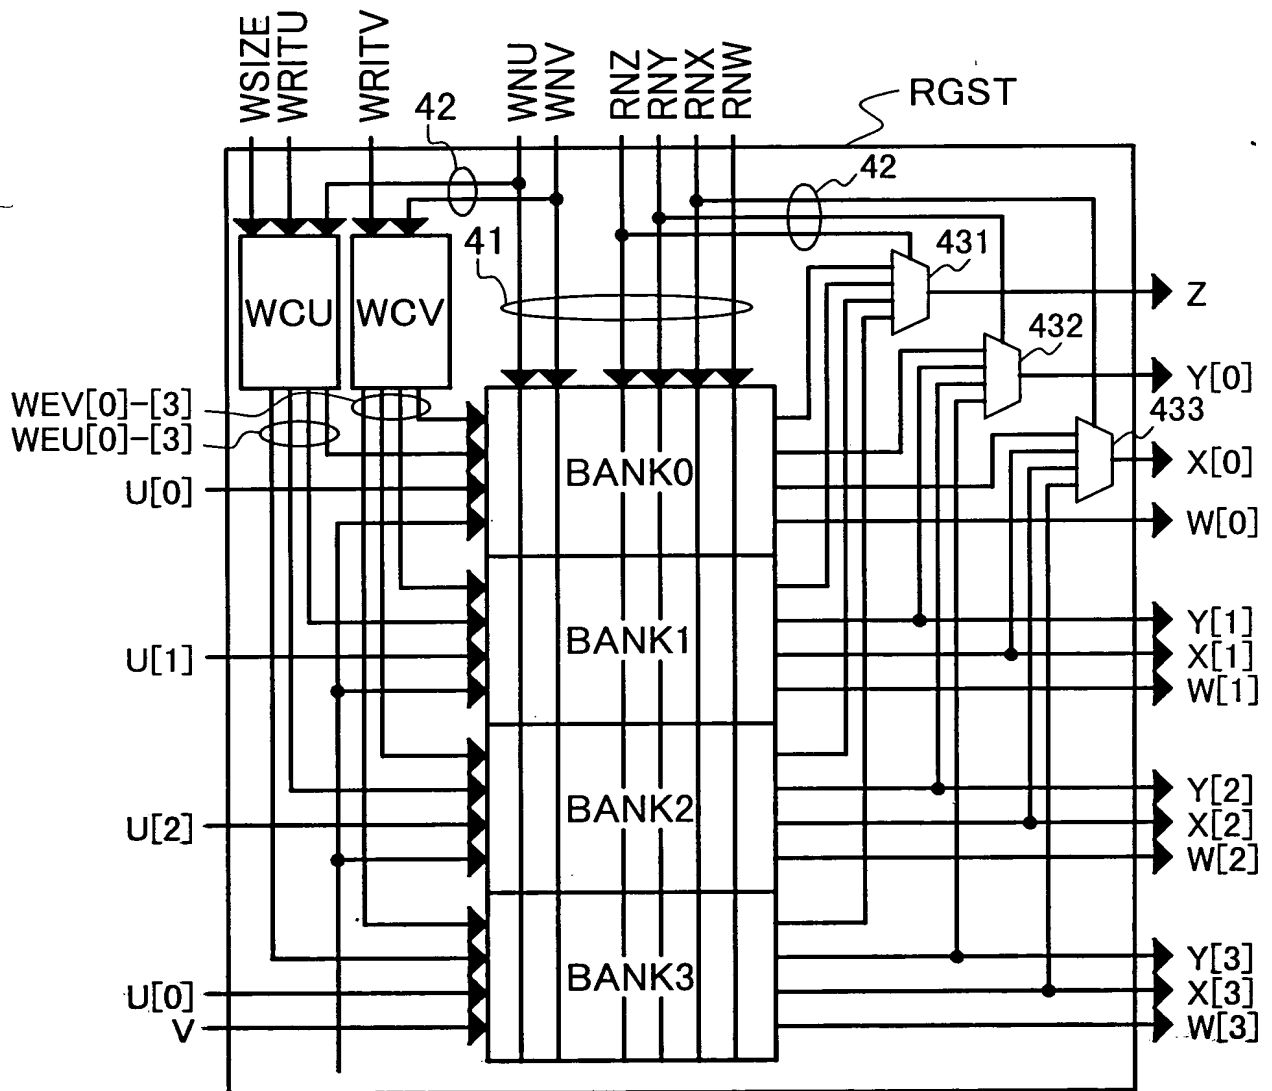 WSIZE
WRITU
WRITV
WNU
WNV
RNZ
RNY
RNX
RNW
RGST
42
42
41
431
WCU
WCV
Z
432
WEV[0]-[3]
Y[0]
433
WEU[0]-[3]
BANK0
X[0]
U[0]
W[0]
Y[1]
BANK1
U[1]
X[1]
W[1]
Y[2]
BANK2
U[2]
X[2]
W[2]
Y[3]
BANK3
U[0]
X[3]
V
W[3]